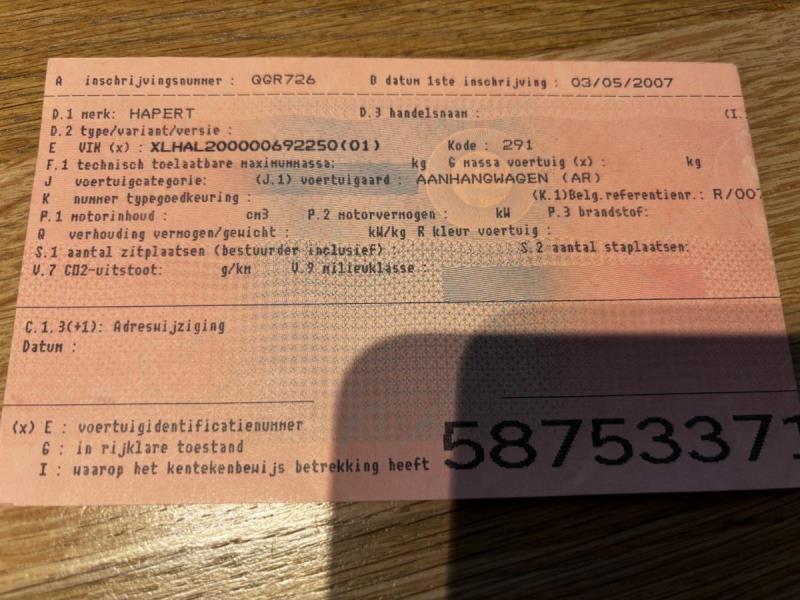 A inschrijvingsnummer : QGR726 B datum 1ste inschrijving : 03/05/2007
D.1 merk: HAPERT D.3 handelsnaam : (I.
D.2 type/variant/versie :
E VIN (x) : XLHAL200000692250(01) Kode : 291
F.1 technisch toelaatbare maximummassa: kg G massa voertuig (x) : kg
J voertuigcategorie: (J.1) voertuigaard : AANHANGWAGEN (AR)
K nummer typegoedkeuring : (K.1)Belg.referentienr.: R/007
P.1 motorinhoud : cm3 P.2 motorvermogen : kW P.3 brandstof:
Q verhouding vermogen/gewicht : kW/kg R kleur voertuig :
S.1 aantal zitplaatsen (bestuurder inclusief) : S.2 aantal staplaatsen:
V.7 CO2-uitstoot: g/km V.9 milieuklasse :
C.1.3(+1): Adreswijziging
Datum :
(x) E : voertuigidentificatienummer
G : in rijklare toestand
I : waarop het kentekenbewijs betrekking heeft
58753371